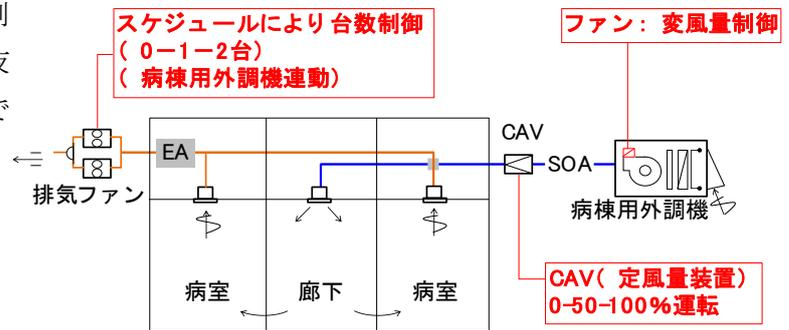 スケジュールにより台数制御
( 0－1－2台)
( 病棟用外調機連動)
ファン： 変風量制御
で
CAV
EA
SOA
排気ファン
病棟用外調機
病室
廊下
病室
CAV( 定風量装置)
0-50-100%運転